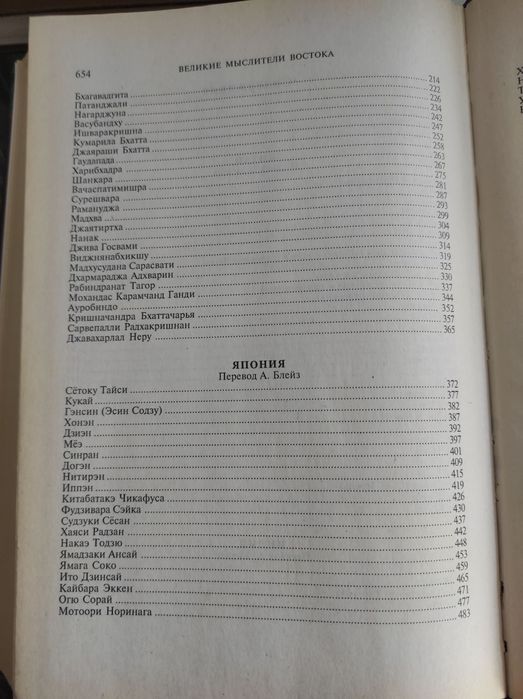 654 ВЕЛИКИЕ МЫСЛИТЕЛИ ВОСТОКА
Бхагавадгита 214
Патанджали 222
Нагарджуна 226
Васубандху 234
Ишваракришна 242
Кумарила Бхатта 247
Джаяраши Бхатта 252
Гаудапада 258
Харибхадра 263
Шанкара 267
Вачаспатимишра 275
Сурешвара 281
Рамануджа 287
Мадхва 293
Джаятиртха 299
Нанак 304
Джива Госвами 309
Виджнянабхикшу 314
Мадхусудана Сарасвати 319
Дхармараджа Адхварин 325
Рабиндранат Тагор 330
Мохандас Карамчанд Ганди 337
Ауробиндо 344
Кришначандра Бхаттачарья 352
Сарвепалли Радхакришнан 357
Джавахарлал Неру 365
ЯПОНИЯ
Перевод А. Блейз
Сётоку Тайси 372
Кукай 377
Гэнсин (Эсин Содзу) 382
Хонэн 387
Дзиэн 392
Мёэ 397
Синран 401
Догэн 409
Нитирэн 415
Иппэн 419
Китабатакэ Чикафуса 426
Фудзивара Сэйка 430
Судзуки Сёсан 437
Хаяси Радзан 442
Накаэ Тодзю 448
Ямадзаки Ансай 453
Ямага Соко 459
Ито Дзинсай 465
Кайбара Эккен 471
Огю Сорай 477
Мотоори Норинага 483